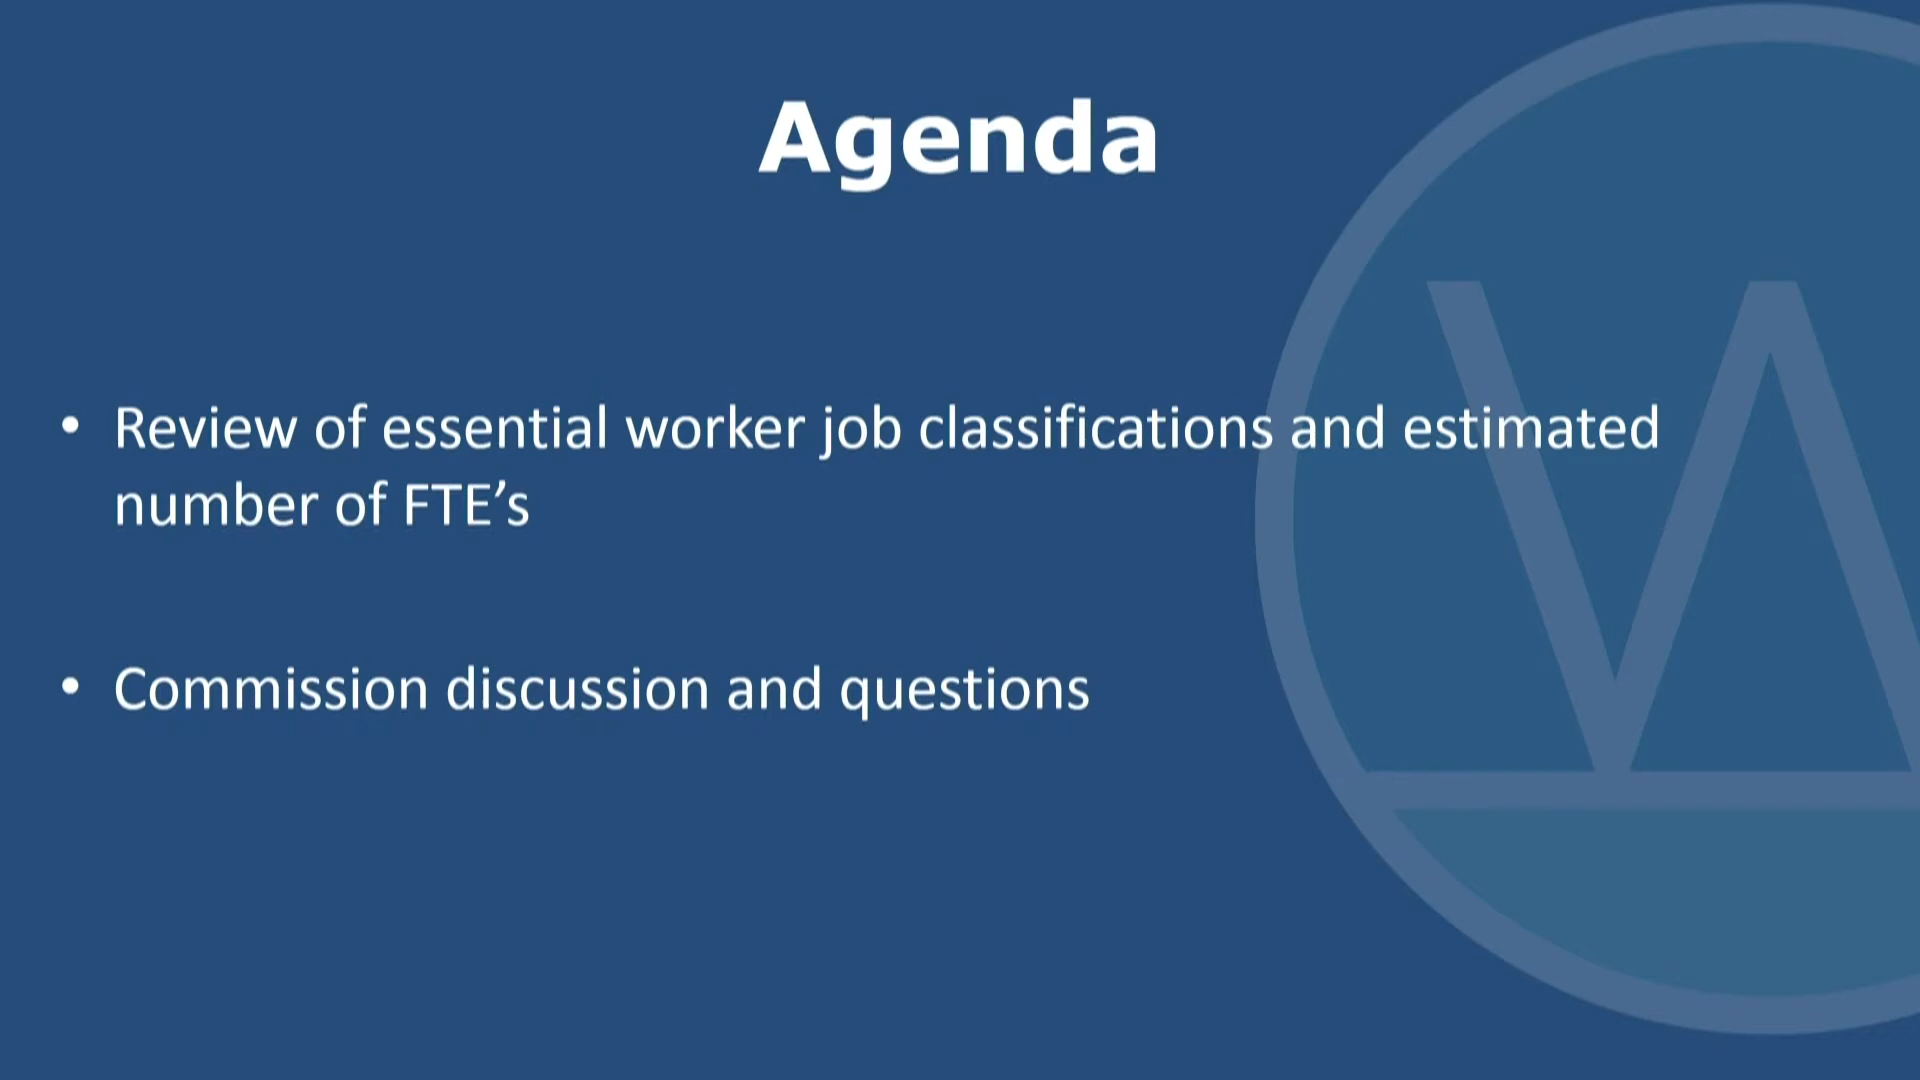 Agenda
• Review of essential worker job classifications and estimated
number of FTE’s
• Commission discussion and questions
W